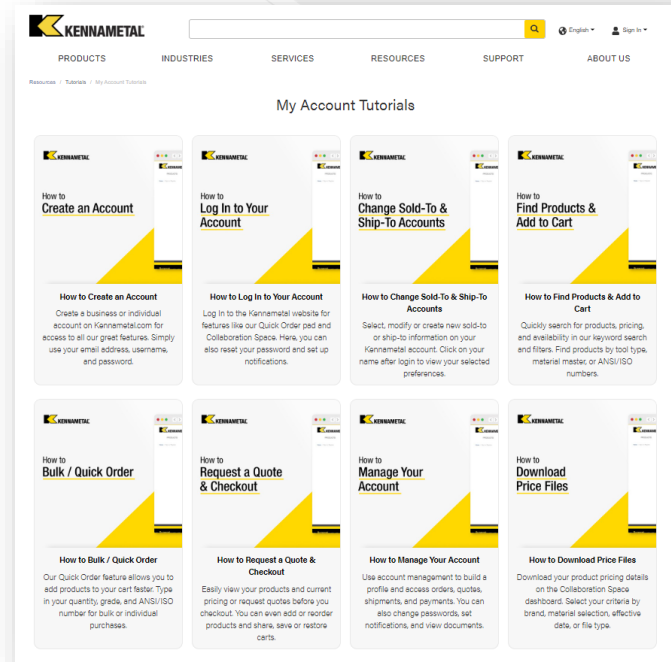 KENNAMETAL
English
Sign In
PRODUCTS
INDUSTRIES
SERVICES
RESOURCES
SUPPORT
ABOUT US
Resources / Tutorials / My Account Tutorials
My Account Tutorials
KENNAMETAL
How to
Create an Account
How to Create an Account
Create a business or individual
account on Kennametal.com for
access to all our great features. Simply
use your email address, username,
and password.
KENNAMETAL
How to
Log In to Your
Account
How to Log In to Your Account
Log In to the Kennametal website for
features like our Quick Order pad and
Collaboration Space. Here, you can
also reset your password and set up
notifications.
KENNAMETAL
How to
Change Sold-To &
Ship-To Accounts
How to Change Sold-To & Ship-To
Accounts
Select, modify or create new sold-to
or ship-to information on your
Kennametal account. Click on your
name after login to view your selected
preferences.
KENNAMETAL
How to
Find Products &
Add to Cart
How to Find Products & Add to
Cart
Quickly search for products, pricing,
and availability in our keyword search
and filters. Find products by tool type,
material master, or ANSI/ISO
numbers.
KENNAMETAL
How to
Bulk / Quick Order
How to Bulk / Quick Order
Our Quick Order feature allows you to
add products to your cart faster. Type
in your quantity, grade, and ANSI/ISO
number for bulk or individual
purchases.
KENNAMETAL
How to
Request a Quote
& Checkout
How to Request a Quote &
Checkout
Easily view your products and current
pricing or request quotes before you
checkout. You can even add or reorder
products and share, save or restore
carts.
KENNAMETAL
How to
Manage Your
Account
How to Manage Your Account
Use account management to build a
profile and access orders, quotes,
shipments, and payments. You can
also change passwords, set
notifications, and view documents.
KENNAMETAL
How to
Download
Price Files
How to Download Price Files
Download your product pricing details
on the Collaboration Space
dashboard. Select your criteria by
brand, material selection, effective
date, or file type.